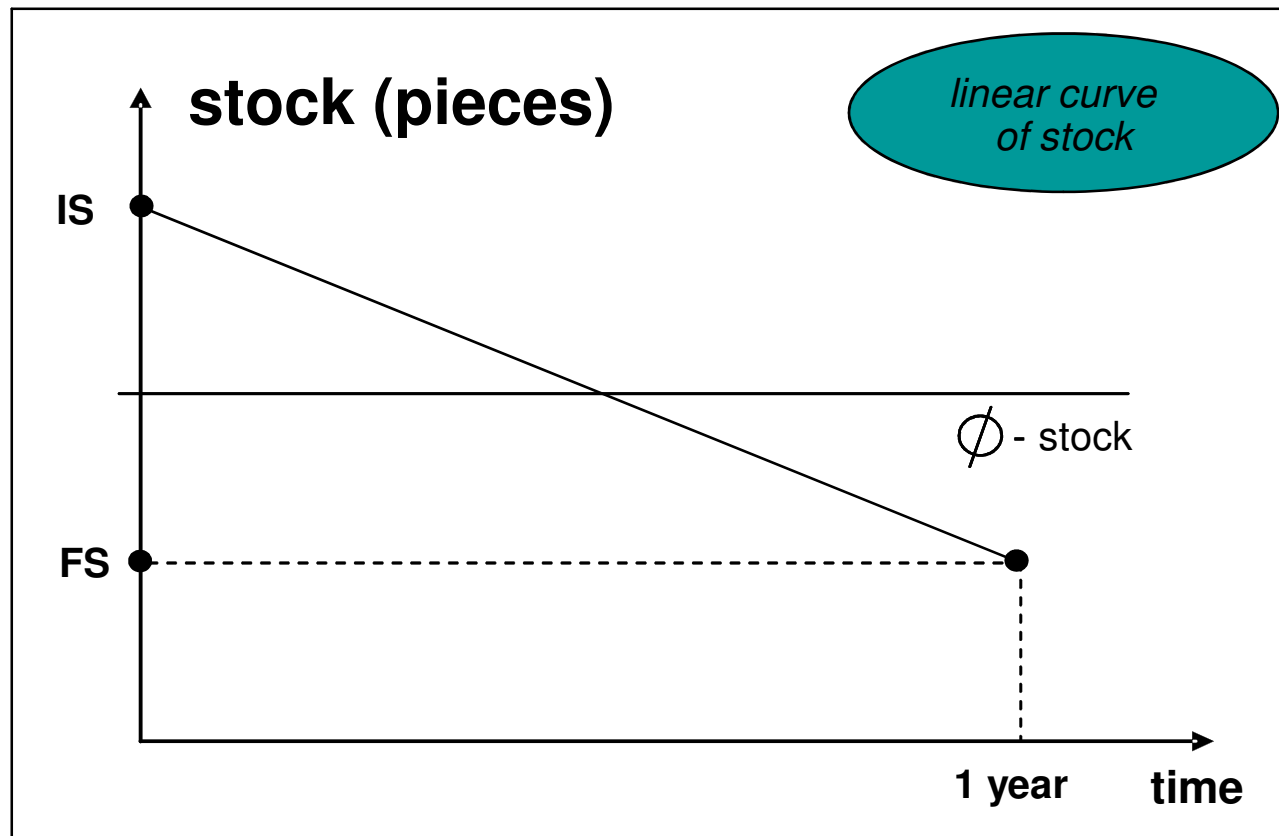 stock (pieces)
linear curve
of stock
IS
∅ - stock
FS
1 year
time